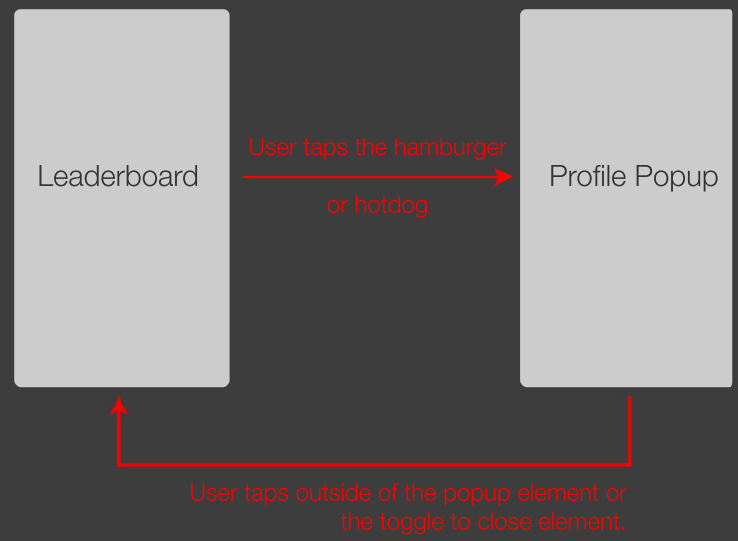 Leaderboard
User taps the hamburger
or hotdog
Profile Popup
User taps outside of the popup element or
the toggle to close element.